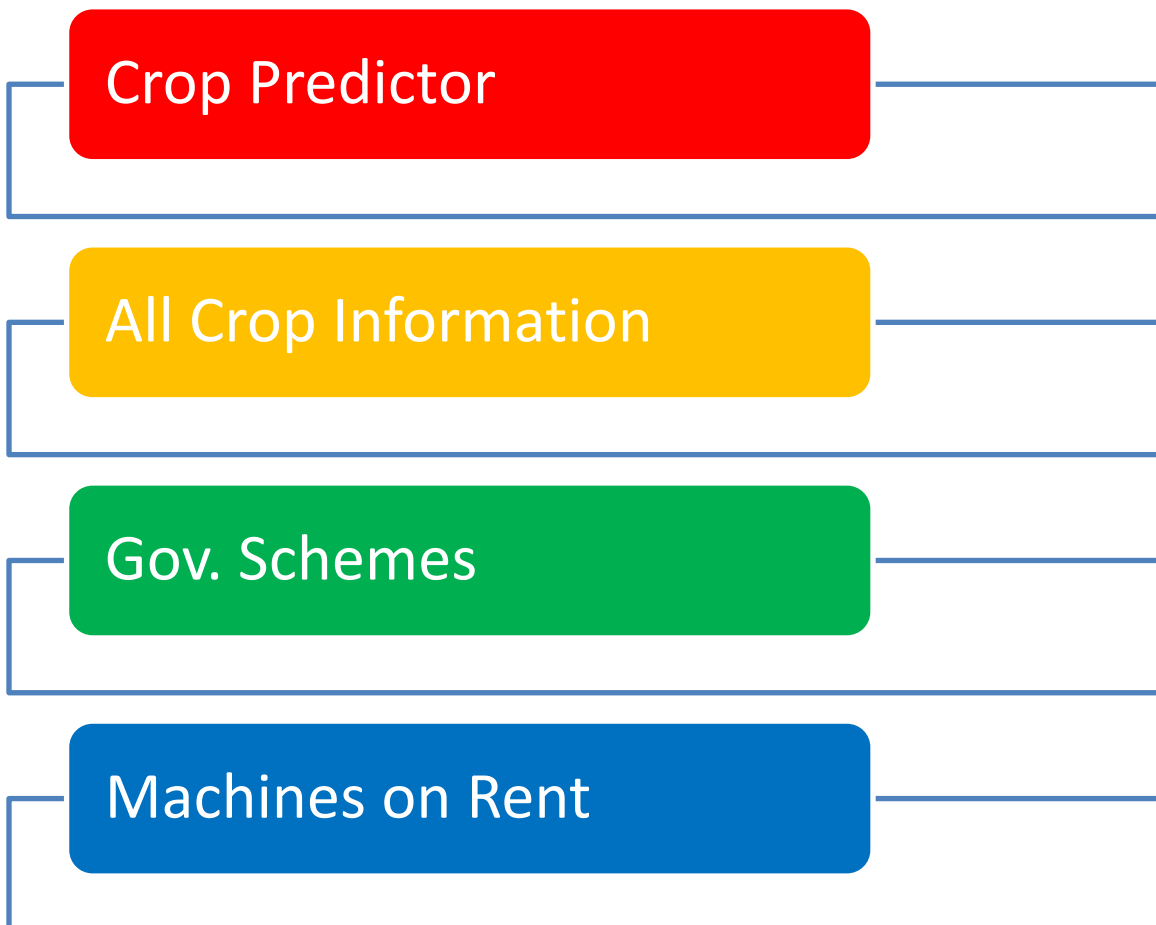 Crop Predictor
All Crop Information
Gov. Schemes
Machines on Rent